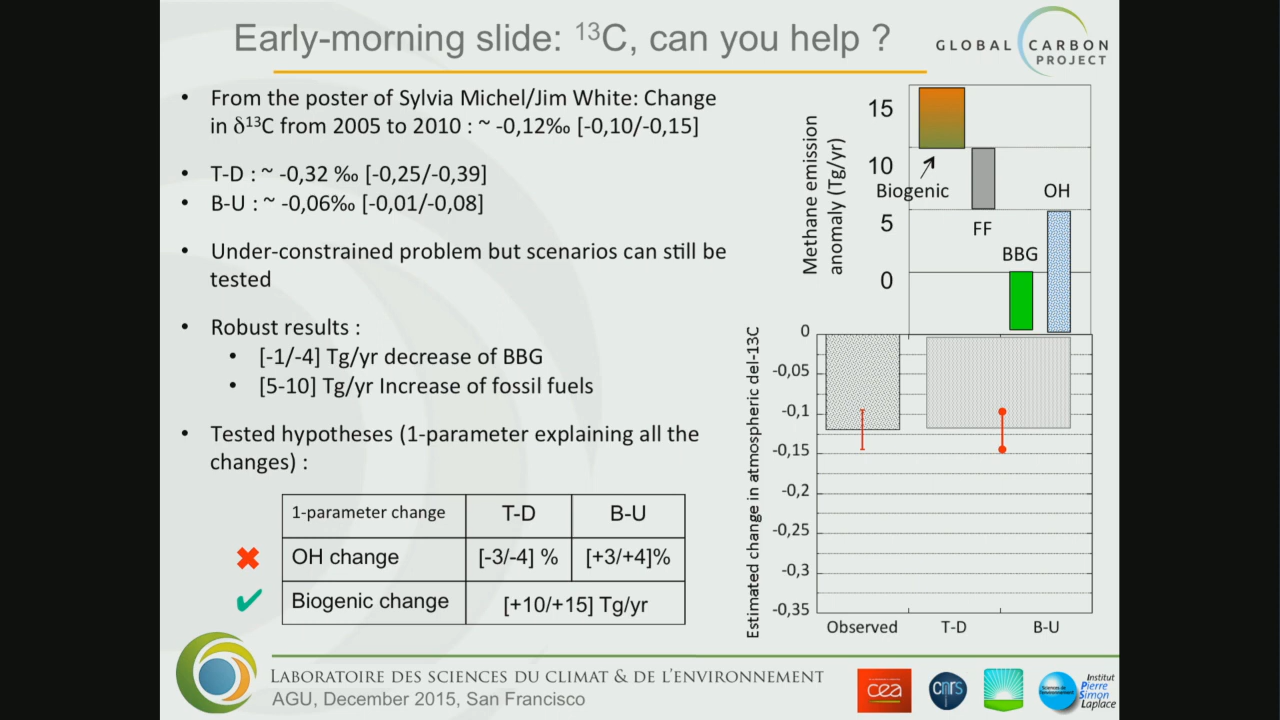 Early-morning slide: ¹³C, can you help ?
GLOBAL CARBON
PROJECT
• From the poster of Sylvia Michel/Jim White: Change
in δ¹³C from 2005 to 2010 : ~ -0,12‰ [-0,10/-0,15]
• T-D : ~ -0,32 ‰ [-0,25/-0,39]
• B-U : ~ -0,06‰ [-0,01/-0,08]
• Under-constrained problem but scenarios can still be
tested
• Robust results :
• [-1/-4] Tg/yr decrease of BBG
• [5-10] Tg/yr Increase of fossil fuels
• Tested hypotheses (1-parameter explaining all the
changes) :
1-parameter change T-D B-U
✖ OH change [-3/-4] % [+3/+4]%
✔ Biogenic change [+10/+15] Tg/yr
Methane emission
anomaly (Tg/yr)
15
10
5
0
Biogenic
FF
BBG
OH
Estimated change in atmospheric del-13C
0
-0,05
-0,1
-0,15
-0,2
-0,25
-0,3
-0,35
Observed T-D B-U
LABORATOIRE DES SCIENCES DU CLIMAT & DE L'ENVIRONNEMENT
AGU, December 2015, San Francisco
cea
cnrs
Institut
Pierre
Simon
Laplace